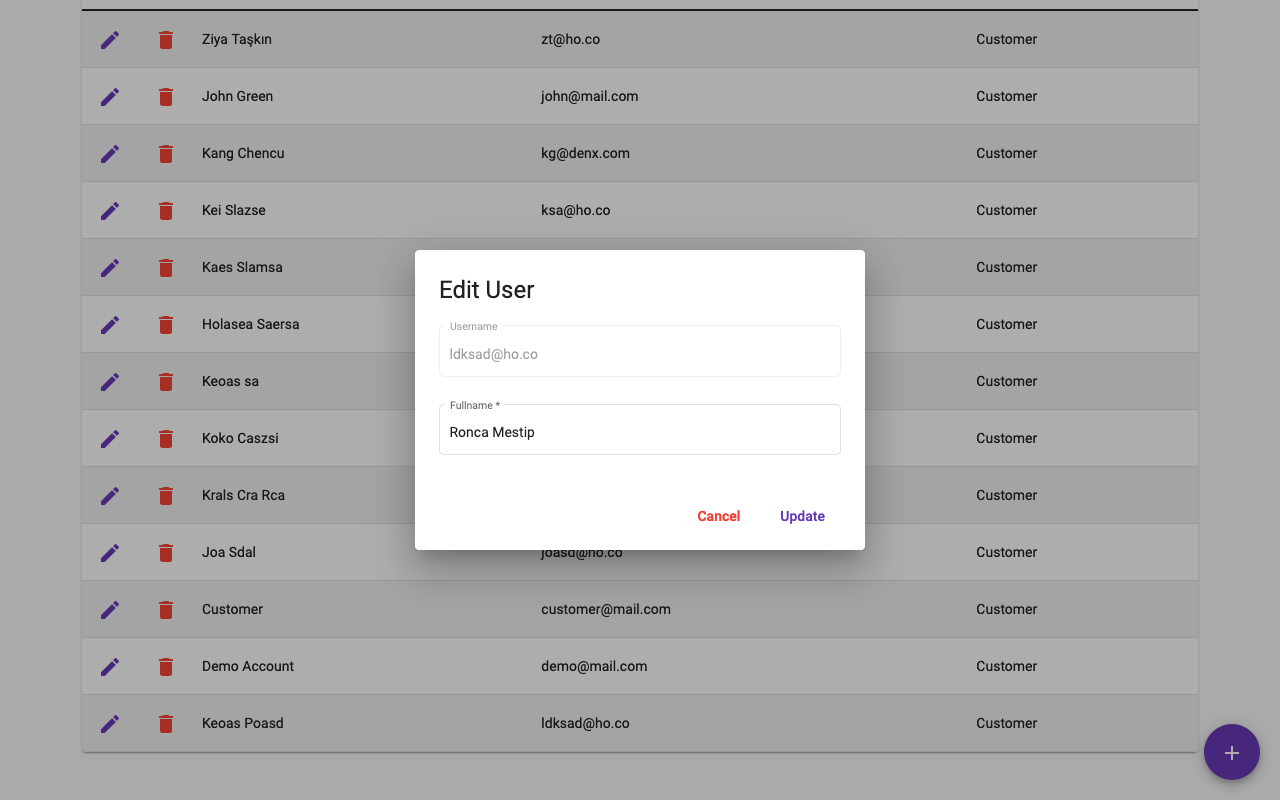 Ziya Taşkın zt@ho.co Customer
John Green john@mail.com Customer
Kang Chencu kg@denx.com Customer
Kei Slazse ksa@ho.co Customer
Kaes Slamsa Customer
Holasea Saersa Customer
Keoas sa Customer
Koko Caszsi Customer
Krals Cra Rca Customer
Joa Sdal joasd@ho.co Customer
Customer customer@mail.com Customer
Demo Account demo@mail.com Customer
Keoas Poasd ldksad@ho.co Customer
Edit User
Username
ldksad@ho.co
Fullname *
Ronca Mestip
Cancel Update